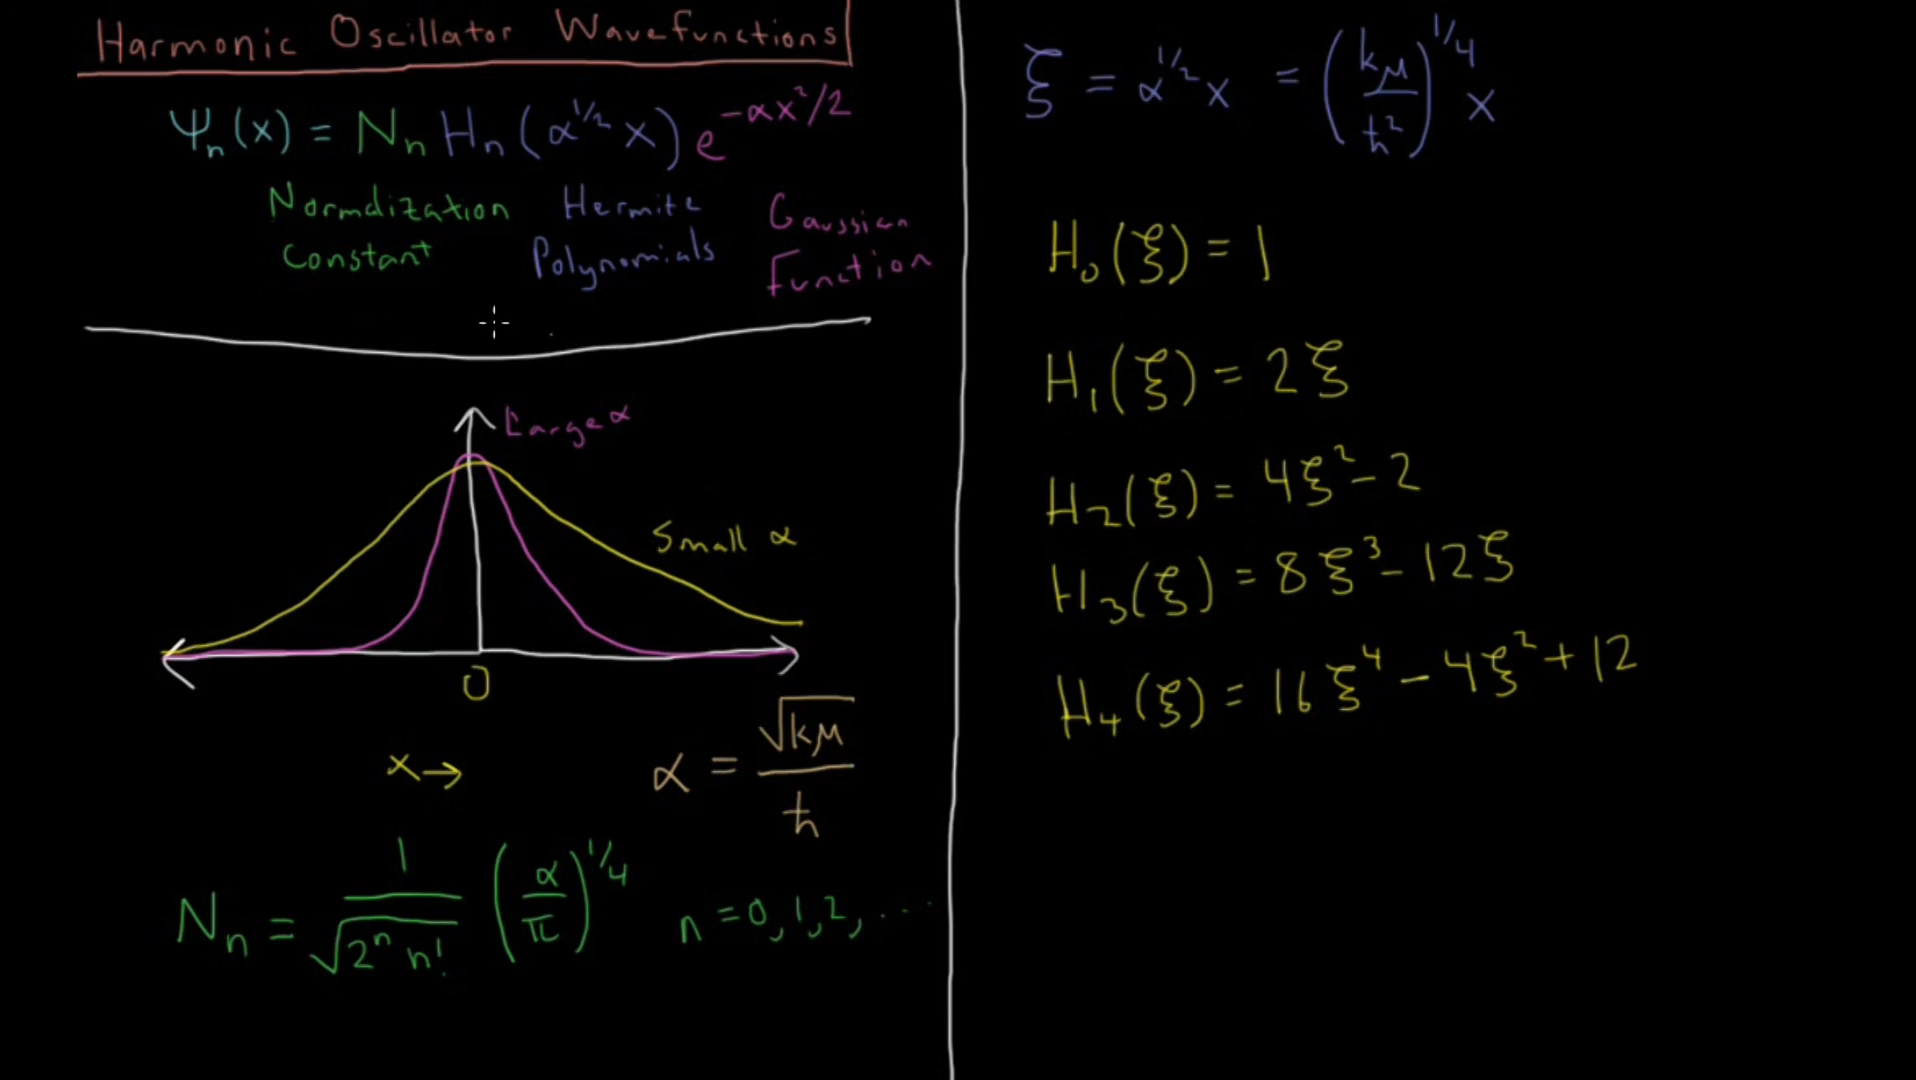 Harmonic Oscillator Wavefunctions
Ψₙ(x) = Nₙ Hₙ(α^1/2 x) e^-αx²/2
Normalization Constant
Hermite Polynomials
Gaussian Function
Large α
Small α
0
x→
α = √kμ / ħ
Nₙ = 1/√2ⁿ n! (α/π)^1/4 n = 0, 1, 2, ...
ξ = α^1/2 x = (kμ/ħ²)^1/4 x
H₀(ξ) = 1
H₁(ξ) = 2ξ
H₂(ξ) = 4ξ² - 2
H₃(ξ) = 8ξ³ - 12ξ
H₄(ξ) = 16ξ⁴ - 4ξ² + 12